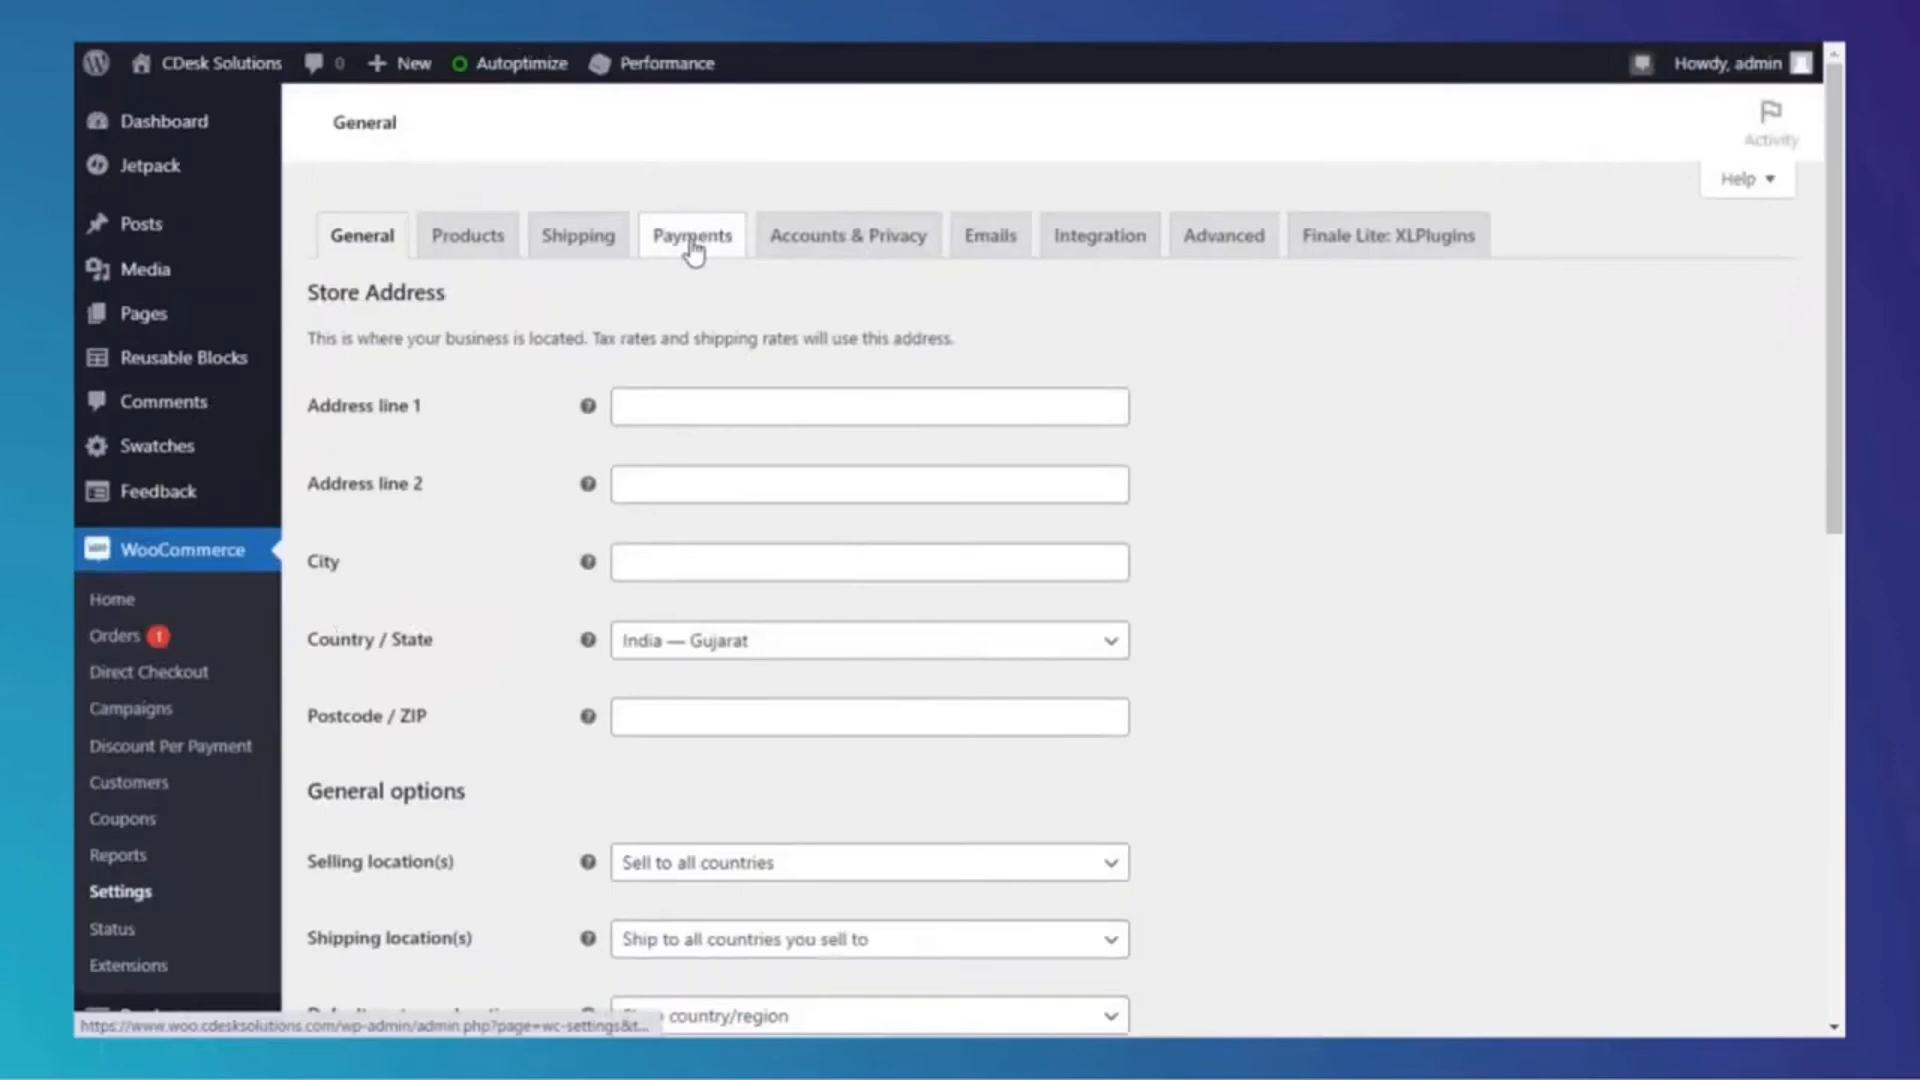 CDesk Solutions 0 New Autoptimize Performance Howdy, admin
Dashboard
Jetpack
Posts
Media
Pages
Reusable Blocks
Comments
Swatches
Feedback
WooCommerce
Home
Orders 1
Direct Checkout
Campaigns
Discount Per Payment
Customers
Coupons
Reports
Settings
Status
Extensions
General
Activity
Help
General Products Shipping Payments Accounts & Privacy Emails Integration Advanced Finale Lite: XLPlugins
Store Address
This is where your business is located. Tax rates and shipping rates will use this address.
Address line 1
Address line 2
City
Country / State India — Gujarat
Postcode / ZIP
General options
Selling location(s) Sell to all countries
Shipping location(s) Ship to all countries you sell to
country/region
https://www.woo.cdesksolutions.com/wp-admin/admin.php?page=wc-settings&t...